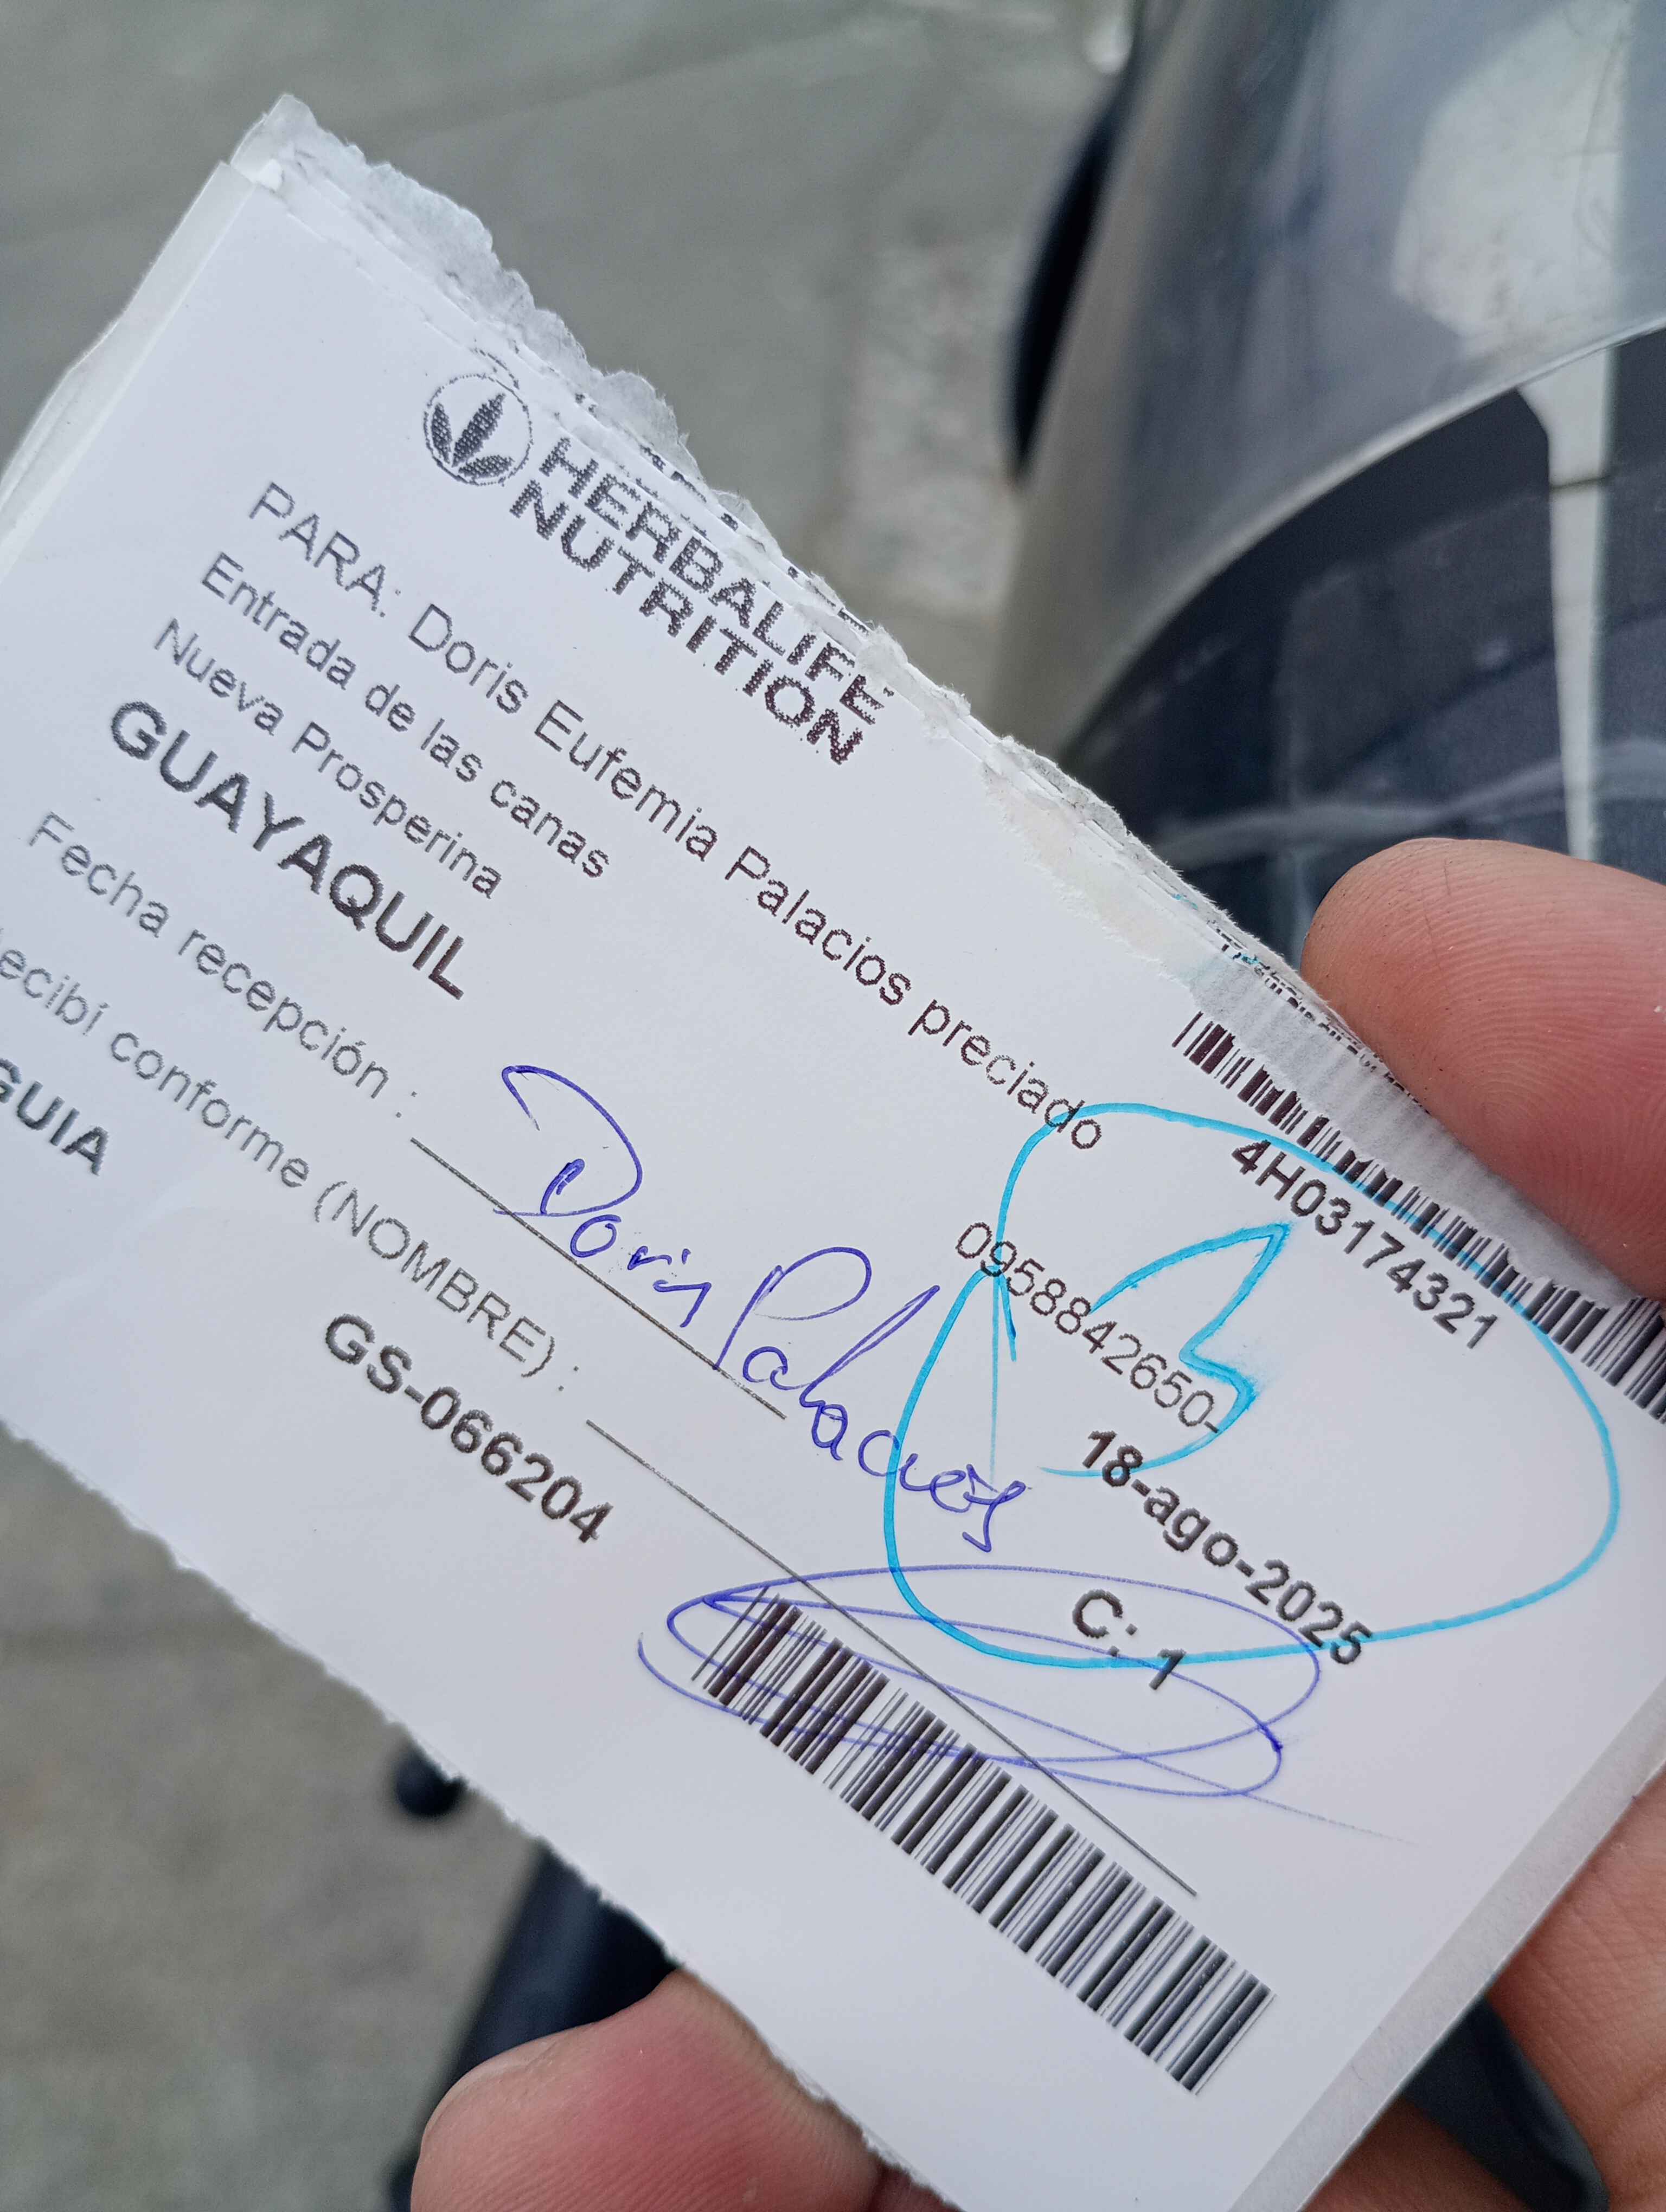 HERBALIFE
NUTRITION
4H03174321
PARA: Doris Eufemia Palacios preciado
0958842650-
Entrada de las canas
Nueva Prosperina
18-ago-2025
GUAYAQUIL
C: 1
Fecha recepción :
Doris Palacios
ecibí conforme (NOMBRE) :
GUIA
GS-066204